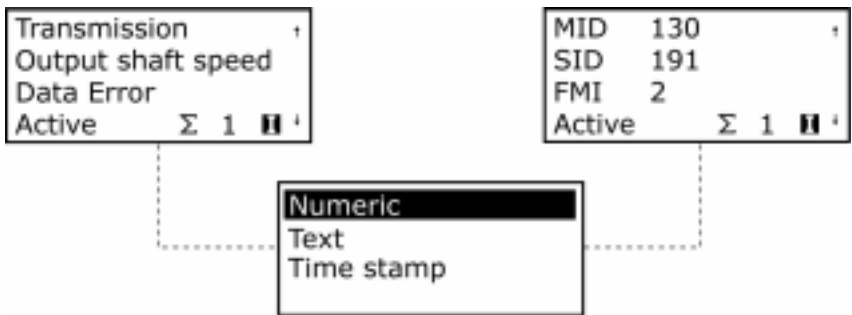 Transmission ↑
Output shaft speed
Data Error
Active Σ 1 I ↓
MID 130 ↑
SID 191
FMI 2
Active Σ 1 I ↓
Numeric
Text
Time stamp